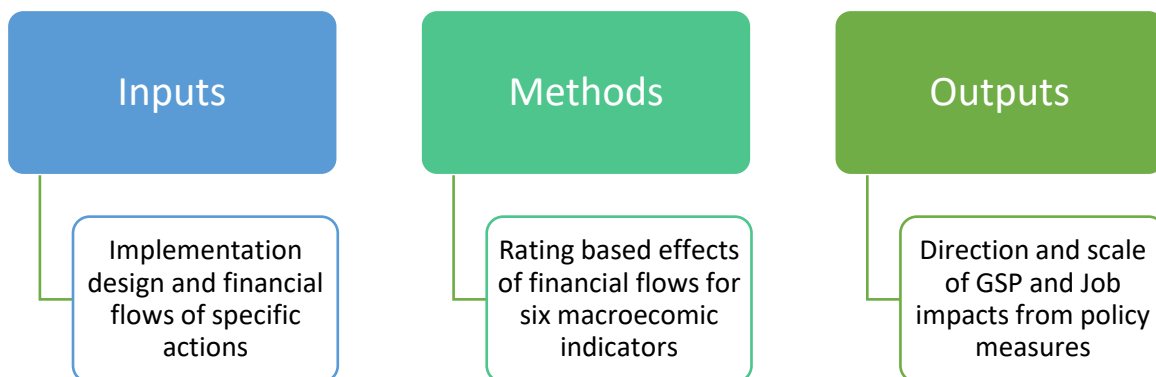 Inputs
Implementation
design and financial
flows of specific
actions
Methods
Rating based effects
of financial flows for
six macroecomic
indicators
Outputs
Direction and scale
of GSP and Job
impacts from policy
measures